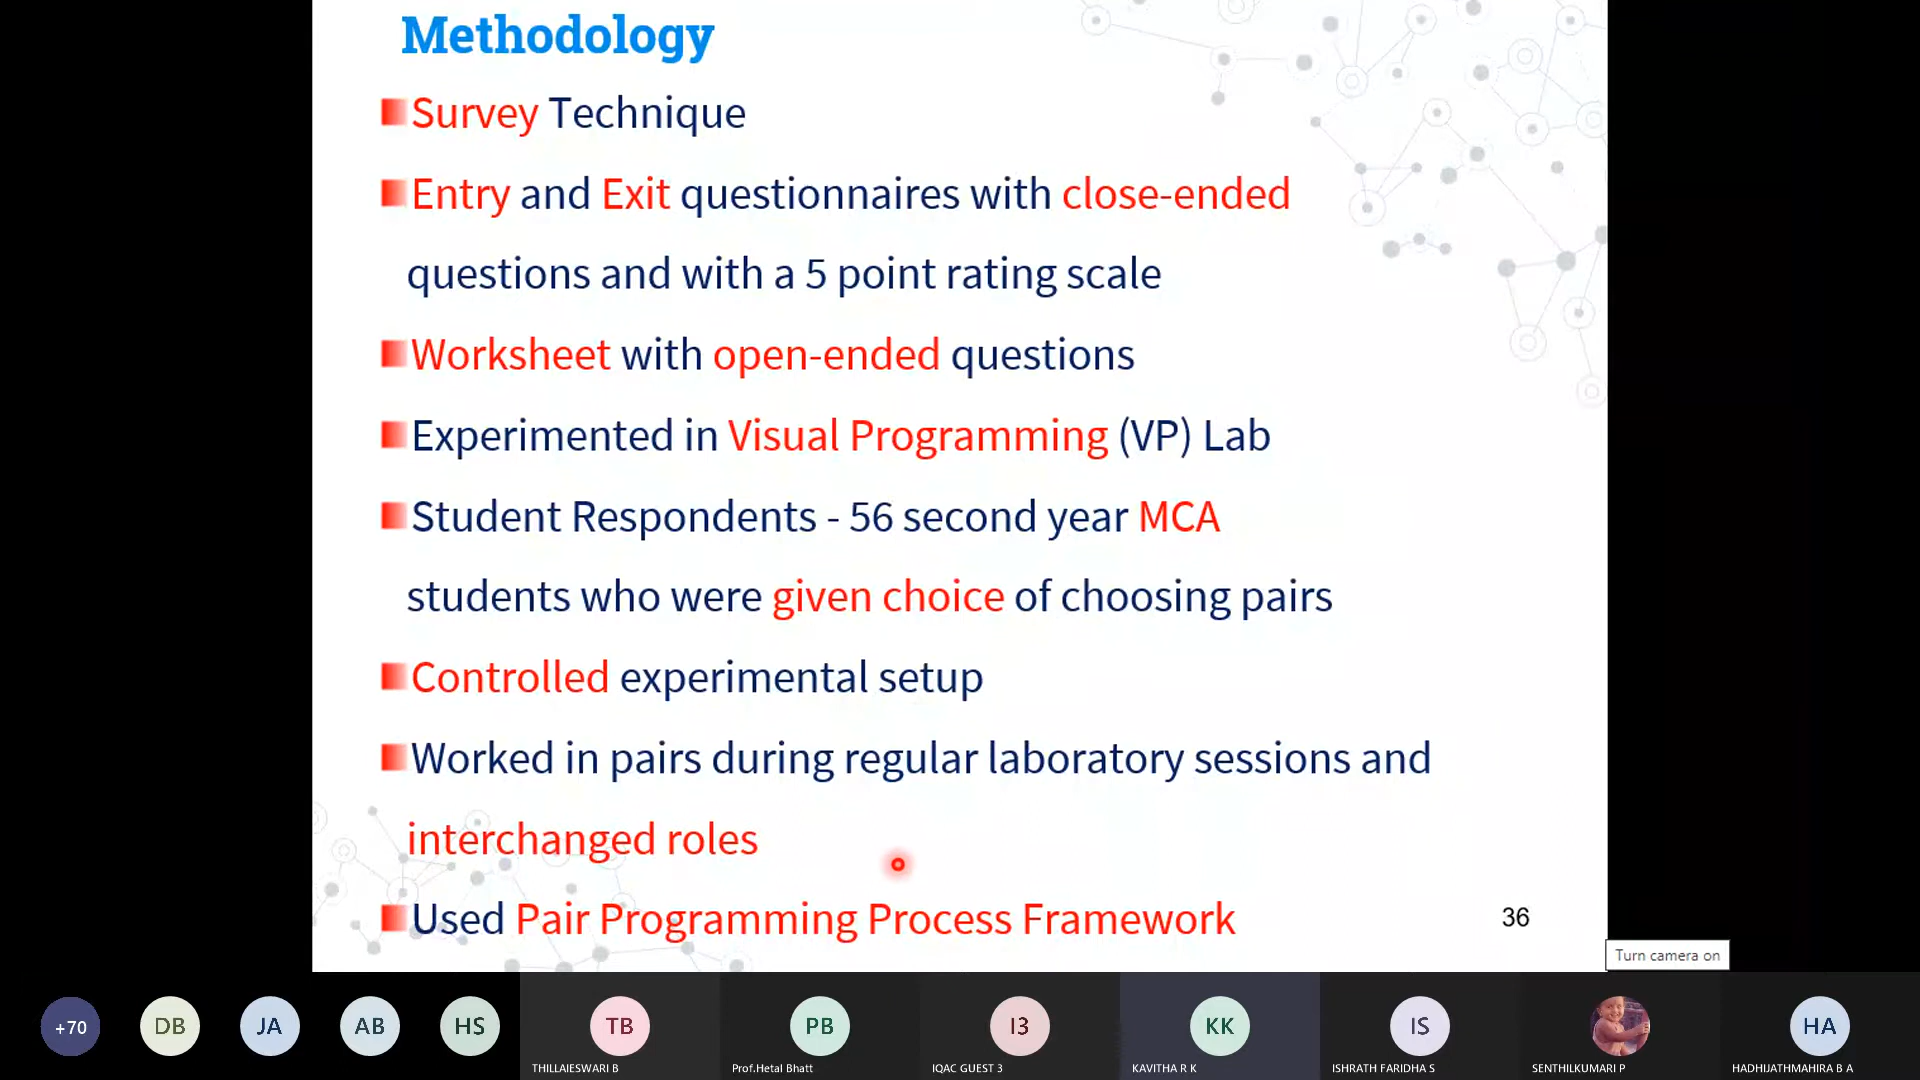 Methodology
Survey Technique
Entry and Exit questionnaires with close-ended
questions and with a 5 point rating scale
Worksheet with open-ended questions
Experimented in Visual Programming (VP) Lab
Student Respondents - 56 second year MCA
students who were given choice of choosing pairs
Controlled experimental setup
Worked in pairs during regular laboratory sessions and
interchanged roles
Used Pair Programming Process Framework
36
Turn camera on
+70
DB
JA
AB
HS
TB
PB
I3
KK
IS
HA
THILLAIESWARI B
Prof.Hetal Bhatt
IQAC GUEST 3
KAVITHA R K
ISHRATH FARIDHA S
SENTHILKUMARI P
HADHIJATHMAHIRA B A